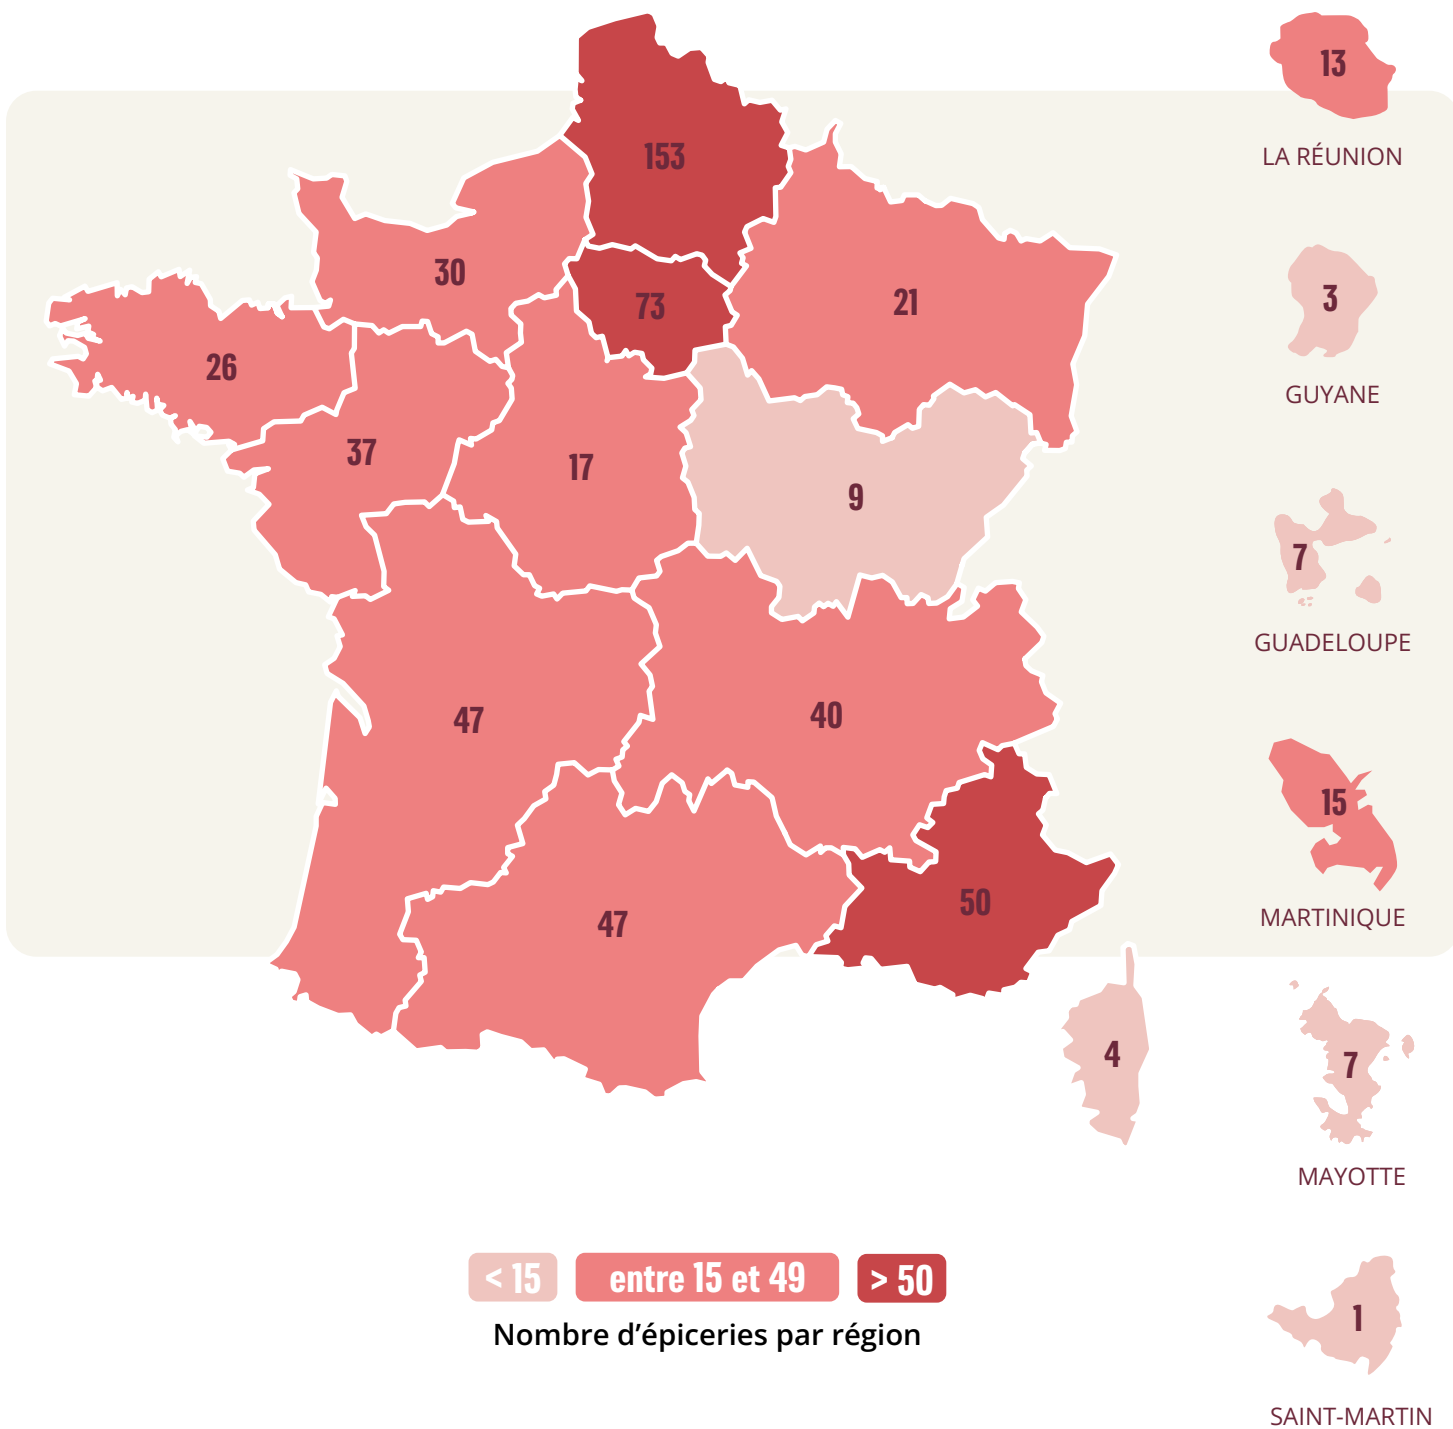 13
LA RÉUNION
153
30
73
21
3
GUYANE
26
37
17
9
7
GUADELOUPE
47
40
15
MARTINIQUE
47
50
4
7
MAYOTTE
< 15
entre 15 et 49
> 50
Nombre d’épiceries par région
1
SAINT-MARTIN